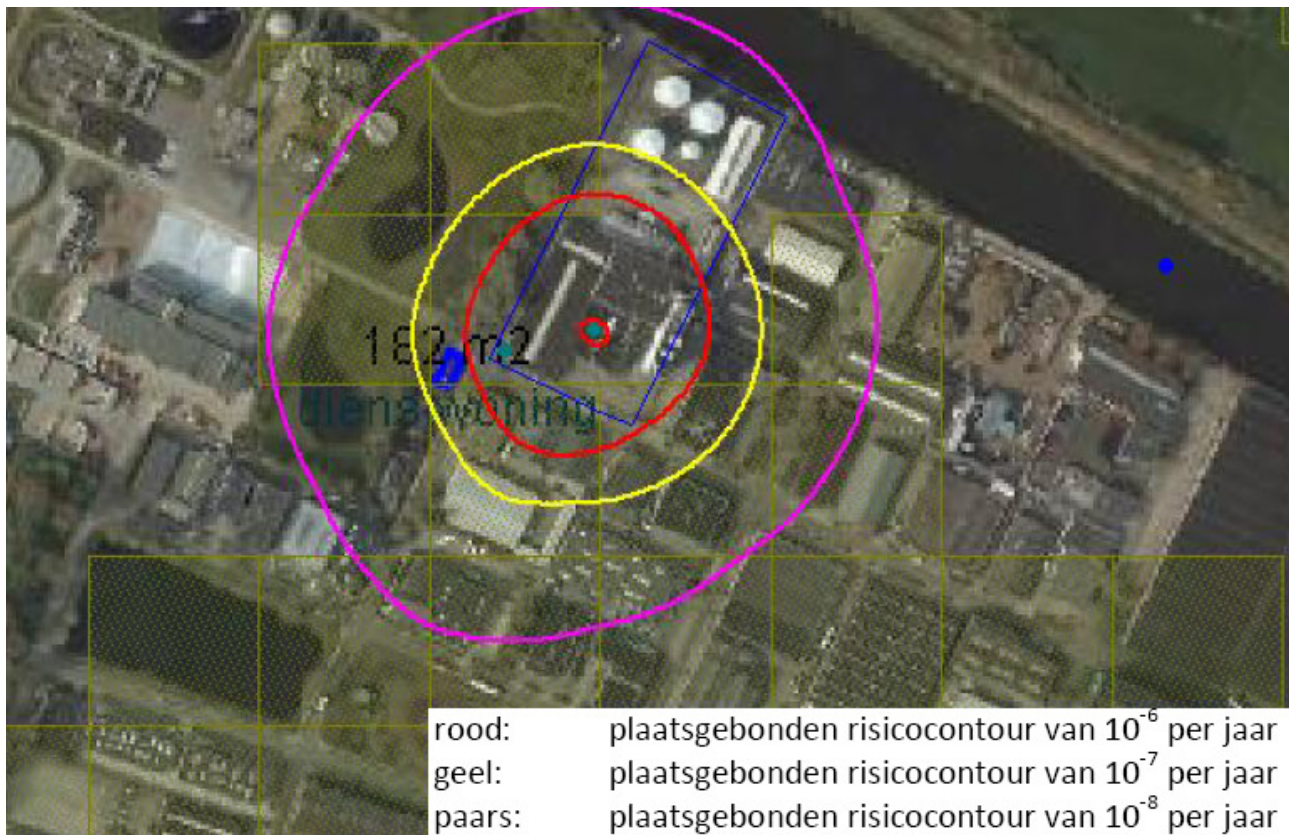 182 m2
dienstwoning
rood: plaatsgebonden risicocontour van 10⁻⁶ per jaar
geel: plaatsgebonden risicocontour van 10⁻⁷ per jaar
paars: plaatsgebonden risicocontour van 10⁻⁸ per jaar